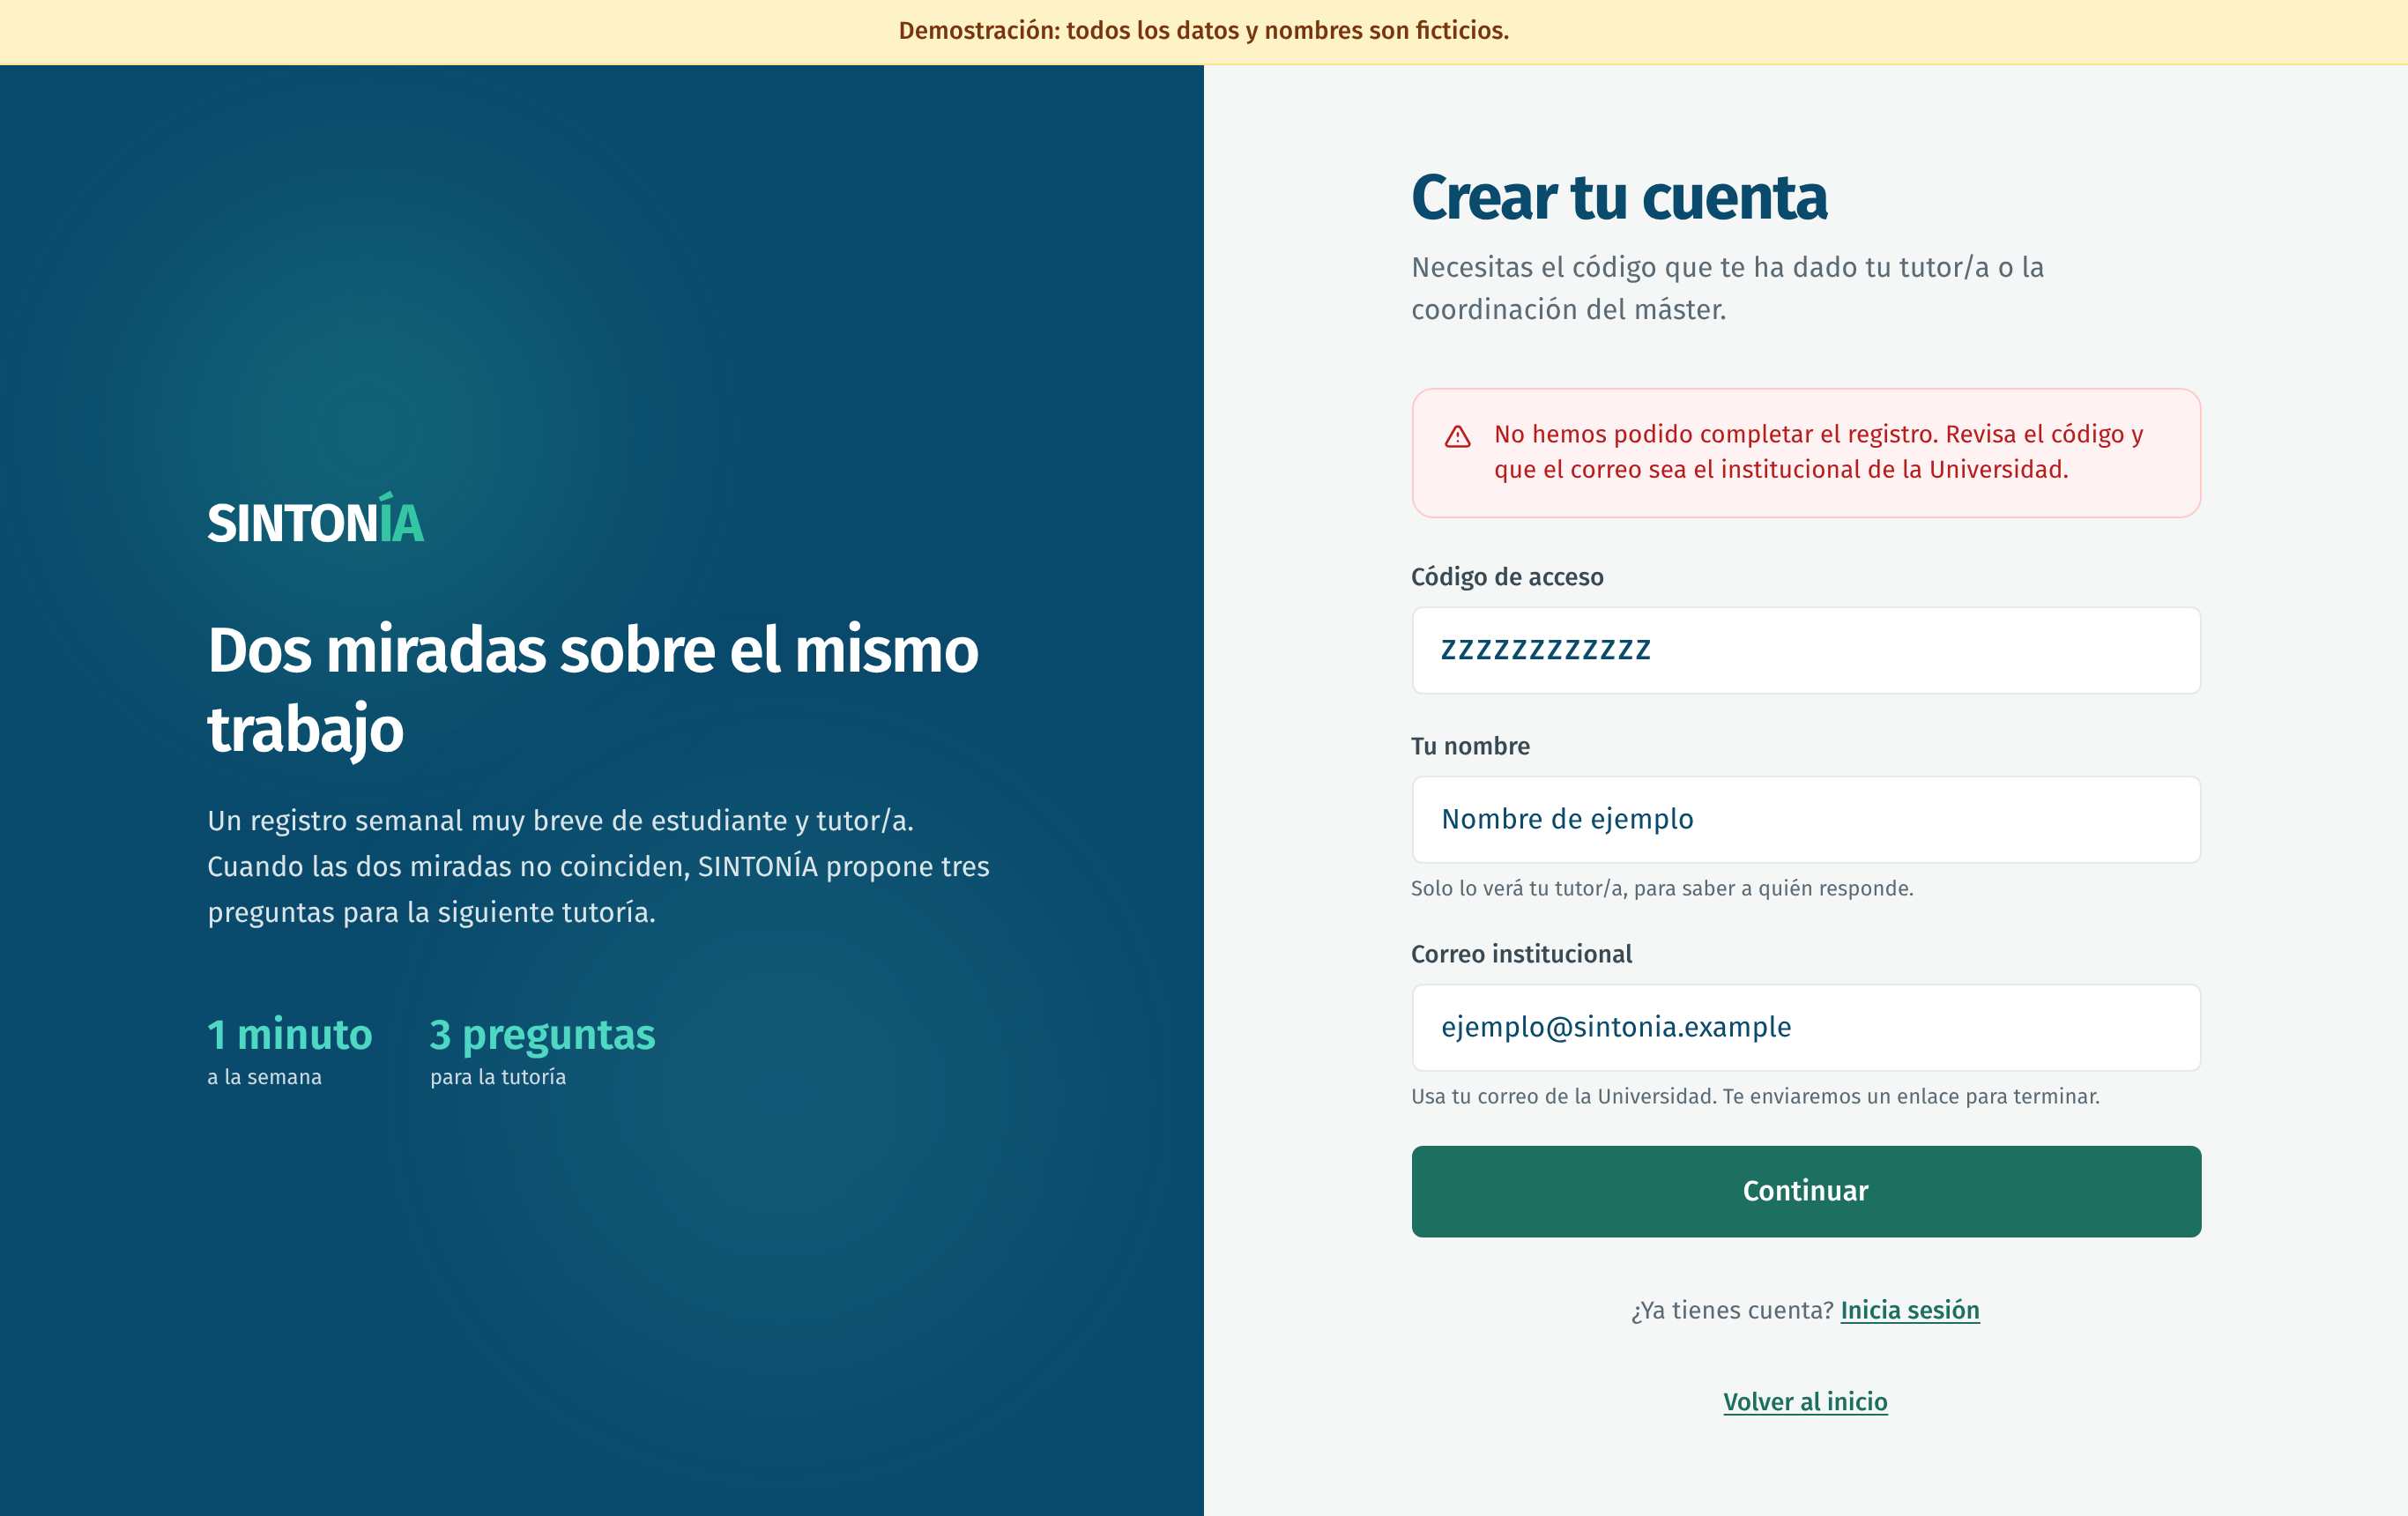 Demostración: todos los datos y nombres son ficticios.
SINTONÍA
Dos miradas sobre el mismo
trabajo
Un registro semanal muy breve de estudiante y tutor/a.
Cuando las dos miradas no coinciden, SINTONÍA propone tres
preguntas para la siguiente tutoría.
1 minuto
a la semana
3 preguntas
para la tutoría
Crear tu cuenta
Necesitas el código que te ha dado tu tutor/a o la
coordinación del máster.
No hemos podido completar el registro. Revisa el código y
que el correo sea el institucional de la Universidad.
Código de acceso
ZZZZZZZZZZZZ
Tu nombre
Nombre de ejemplo
Solo lo verá tu tutor/a, para saber a quién responde.
Correo institucional
ejemplo@sintonia.example
Usa tu correo de la Universidad. Te enviaremos un enlace para terminar.
Continuar
¿Ya tienes cuenta? Inicia sesión
Volver al inicio